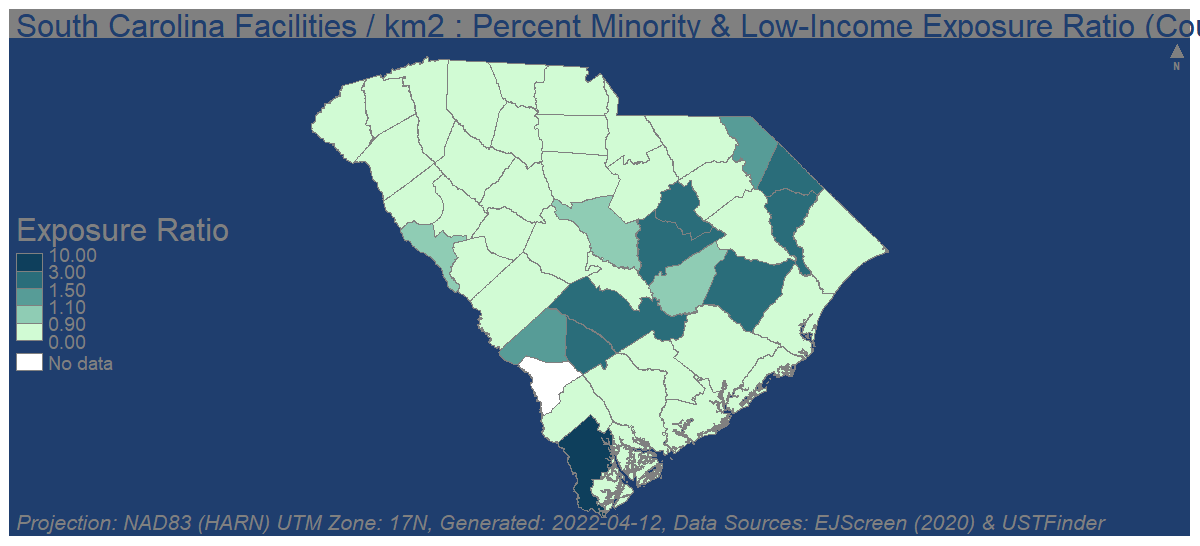 South Carolina Facilities / km2 : Percent Minority & Low-Income Exposure Ratio (Cou
N
Exposure Ratio
10.00
3.00
1.50
1.10
0.90
0.00
No data
Projection: NAD83 (HARN) UTM Zone: 17N, Generated: 2022-04-12, Data Sources: EJScreen (2020) & USTFinder